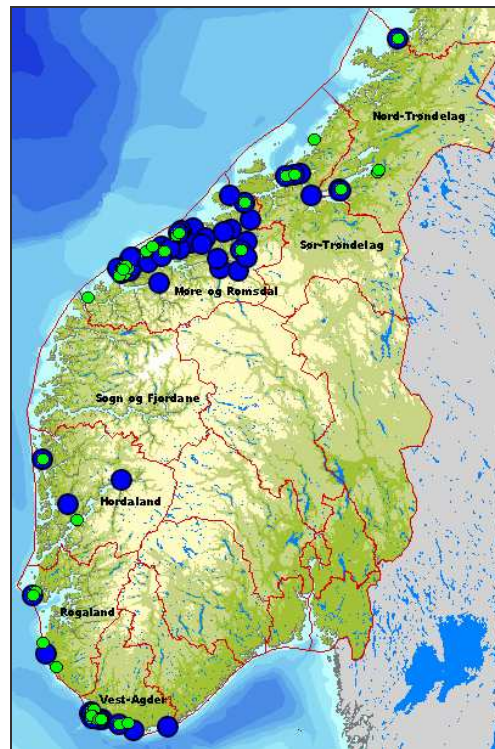 Nord-Trøndelag
Sør-Trøndelag
Møre og Romsdal
Sogn og Fjordane
Hordaland
Rogaland
Vest-Agder